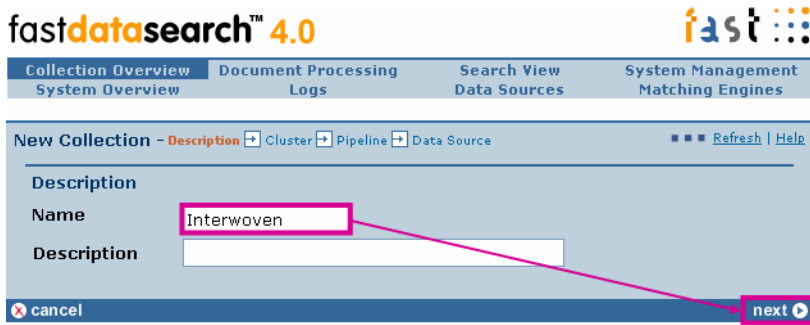 fastdatasearch™ 4.0 fast
Collection Overview Document Processing Search View System Management
System Overview Logs Data Sources Matching Engines
New Collection - Description Cluster Pipeline Data Source Refresh | Help
Description
Name Interwoven
Description
cancel next